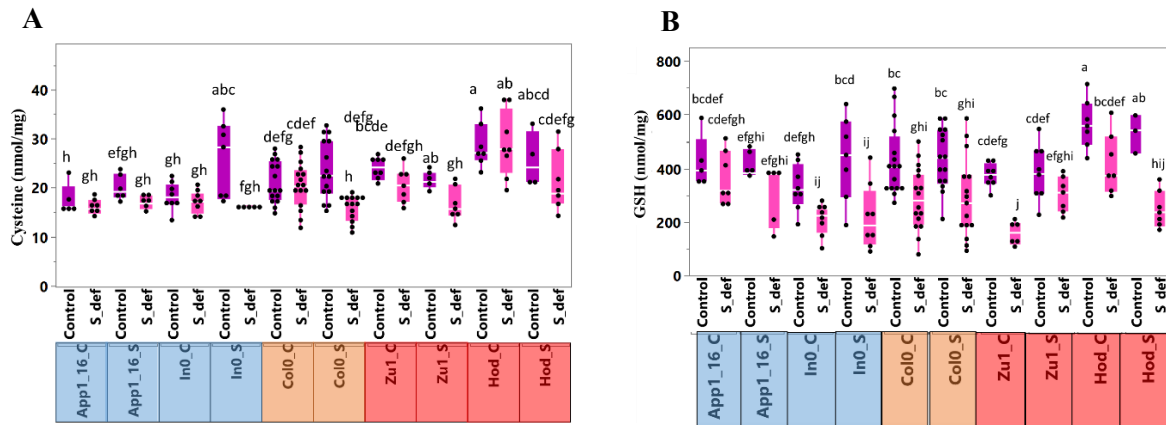 A
Cysteine (nmol/mg)
40
30
20
10
0
h
gh
efgh
gh
gh
gh
abc
fgh
defg
cdef
defg
h
bcde
defg
ab
gh
a
ab
abcd
cdefg
Control
S_def
Control
S_def
Control
S_def
Control
S_def
Control
S_def
Control
S_def
Control
S_def
Control
S_def
Control
S_def
Control
S_def
App1_16_C
App1_16_S
In0_C
In0_S
Col0_C
Col0_S
Zu1_C
Zu1_S
Hod_C
Hod_S
B
GSH (nmol/mg)
800
600
400
200
0
bcdef
cdefgh
efghi
efghi
defgh
ij
bcd
ij
bc
ghi
bc
ghi
cdefg
j
cdef
efghi
a
bcdef
ab
hij
Control
S_def
Control
S_def
Control
S_def
Control
S_def
Control
S_def
Control
S_def
Control
S_def
Control
S_def
Control
S_def
Control
S_def
App1_16_C
App1_16_S
In0_C
In0_S
Col0_C
Col0_S
Zu1_C
Zu1_S
Hod_C
Hod_S